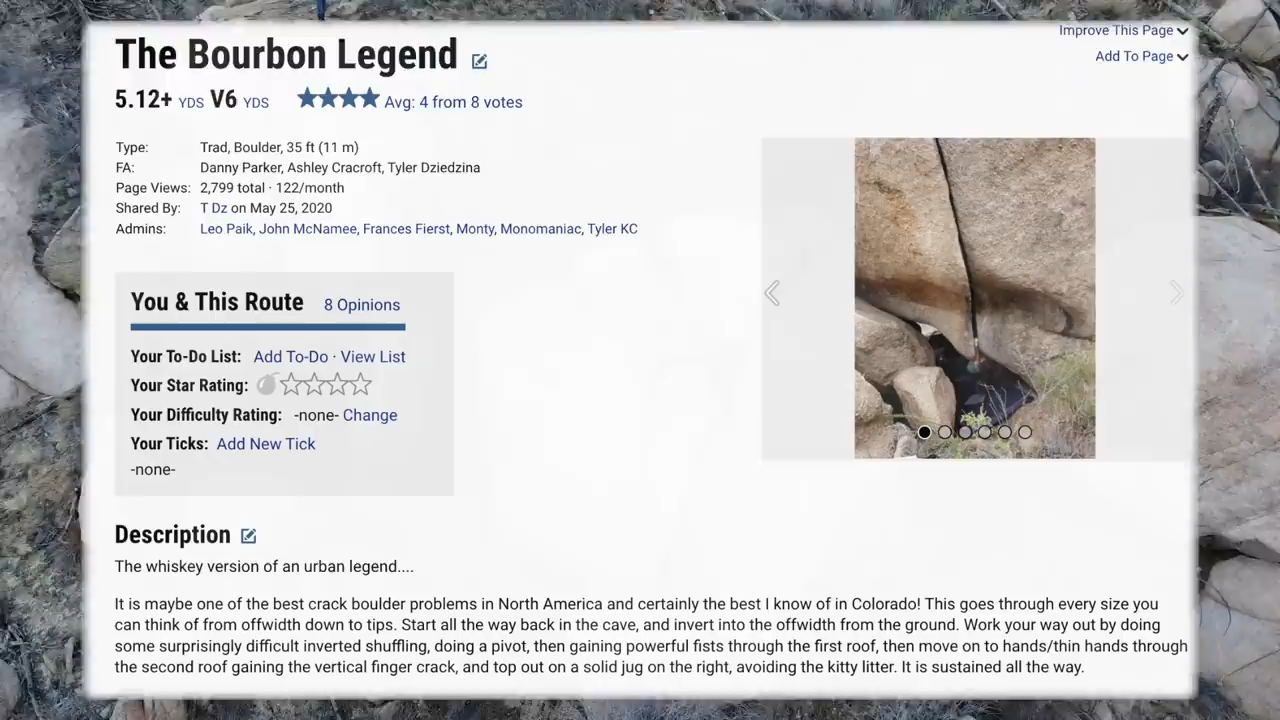 Improve This Page
The Bourbon Legend
Add To Page
5.12+ YDS V6 YDS Avg: 4 from 8 votes
Type: Trad, Boulder, 35 ft (11 m)
FA: Danny Parker, Ashley Cracroft, Tyler Dziedzina
Page Views: 2,799 total · 122/month
Shared By: T Dz on May 25, 2020
Admins: Leo Paik, John McNamee, Frances Fierst, Monty, Monomaniac, Tyler KC
You & This Route 8 Opinions
Your To-Do List: Add To-Do · View List
Your Star Rating:
Your Difficulty Rating: -none- Change
Your Ticks: Add New Tick
-none-
Description
The whiskey version of an urban legend....
It is maybe one of the best crack boulder problems in North America and certainly the best I know of in Colorado! This goes through every size you
can think of from offwidth down to tips. Start all the way back in the cave, and invert into the offwidth from the ground. Work your way out by doing
some surprisingly difficult inverted shuffling, doing a pivot, then gaining powerful fists through the first roof, then move on to hands/thin hands through
the second roof gaining the vertical finger crack, and top out on a solid jug on the right, avoiding the kitty litter. It is sustained all the way.